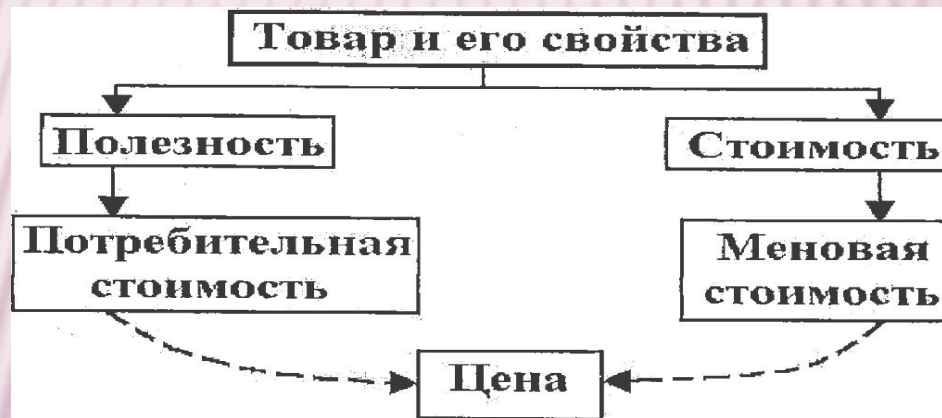 Товар и его свойства
Полезность
Стоимость
Потребительная
стоимость
Меновая
стоимость
Цена